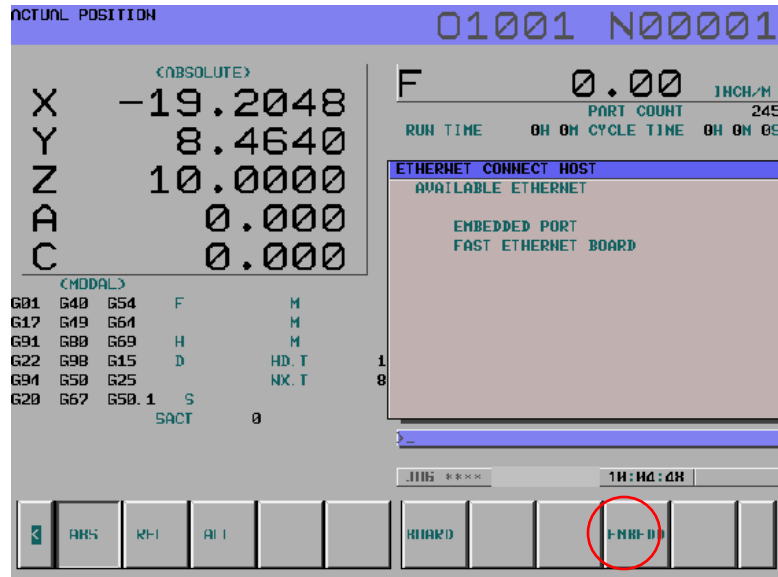 ACTUAL POSITION
O1001 N00001
(ABSOLUTE)
X -19.2048
Y 8.4640
Z 10.0000
A 0.000
C 0.000
F 0.00 INCH/M
PART COUNT 245
RUN TIME 0H 0M CYCLE TIME 0H 0M 0S
ETHERNET CONNECT HOST
AVAILABLE ETHERNET
EMBEDDED PORT
FAST ETHERNET BOARD
(MODAL)
G01 G40 G54 F M
G17 G49 G64 M
G91 G80 G69 H M
G22 G98 G15 D HD.T 1
G94 G50 G25 NX.T 8
G20 G67 G50.1 S
SACT 0
>_
JOG ****
< ABS REL ALL BOARD EMBEDD